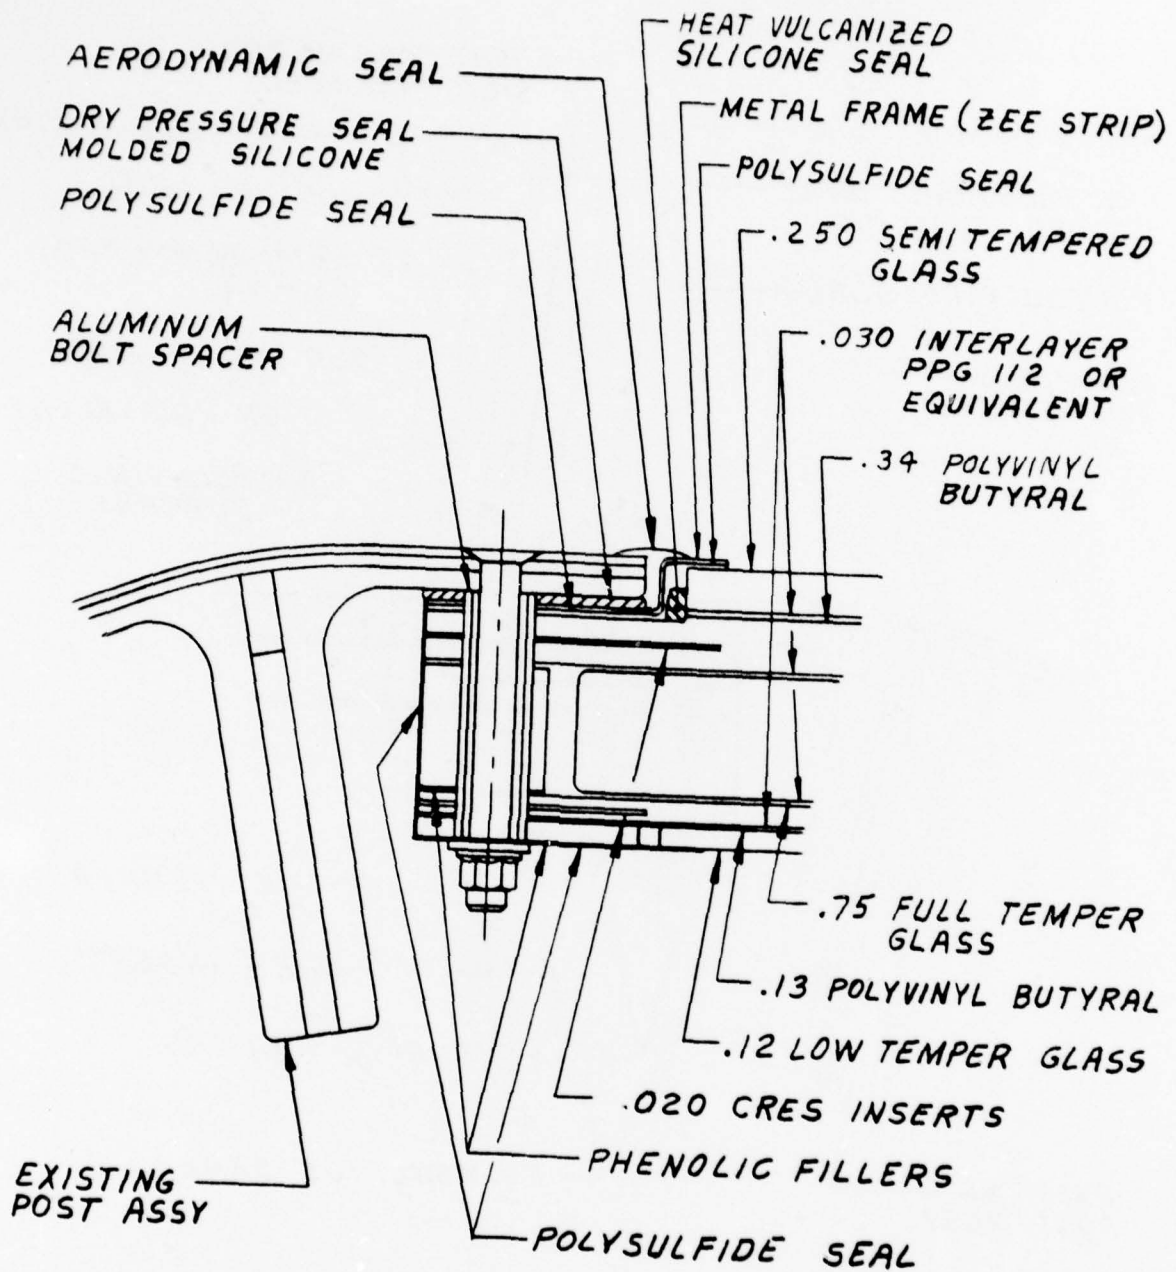 HEAT VULCANIZED
SILICONE SEAL
AERODYNAMIC SEAL
METAL FRAME (ZEE STRIP)
DRY PRESSURE SEAL
MOLDED SILICONE
POLYSULFIDE SEAL
POLYSULFIDE SEAL
.250 SEMITEMPERED
GLASS
ALUMINUM
BOLT SPACER
.030 INTERLAYER
PPG 112 OR
EQUIVALENT
.34 POLYVINYL
BUTYRAL
.75 FULL TEMPER
GLASS
.13 POLYVINYL BUTYRAL
.12 LOW TEMPER GLASS
.020 CRES INSERTS
PHENOLIC FILLERS
EXISTING
POST ASSY
POLYSULFIDE SEAL